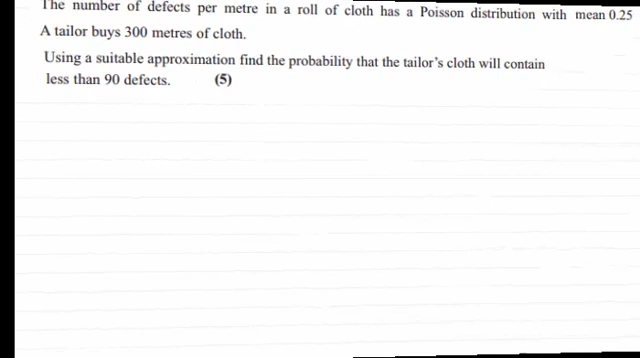 The number of defects per metre in a roll of cloth has a Poisson distribution with mean 0.25
A tailor buys 300 metres of cloth.
Using a suitable approximation find the probability that the tailor's cloth will contain
less than 90 defects. (5)